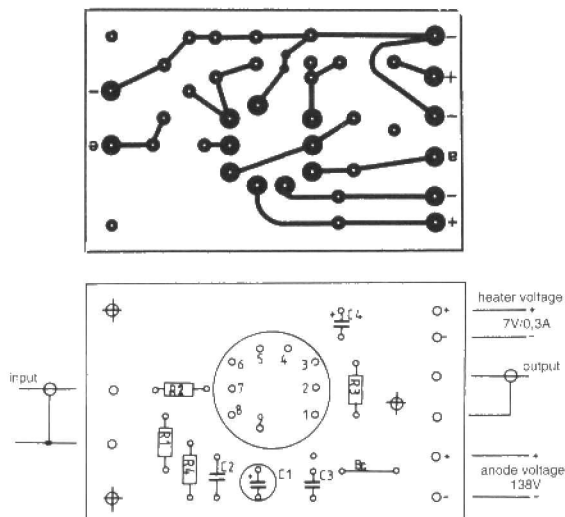 -
+
-
-
e
a
-
+
heater voltage
+
7V/0,3A
-
input
output
+
anode voltage
138V
-
+
-
+
-
+
C4
5
4
6
3
7
2
8
1
9
R2
R3
R1
R4
C2
+
C1
C3